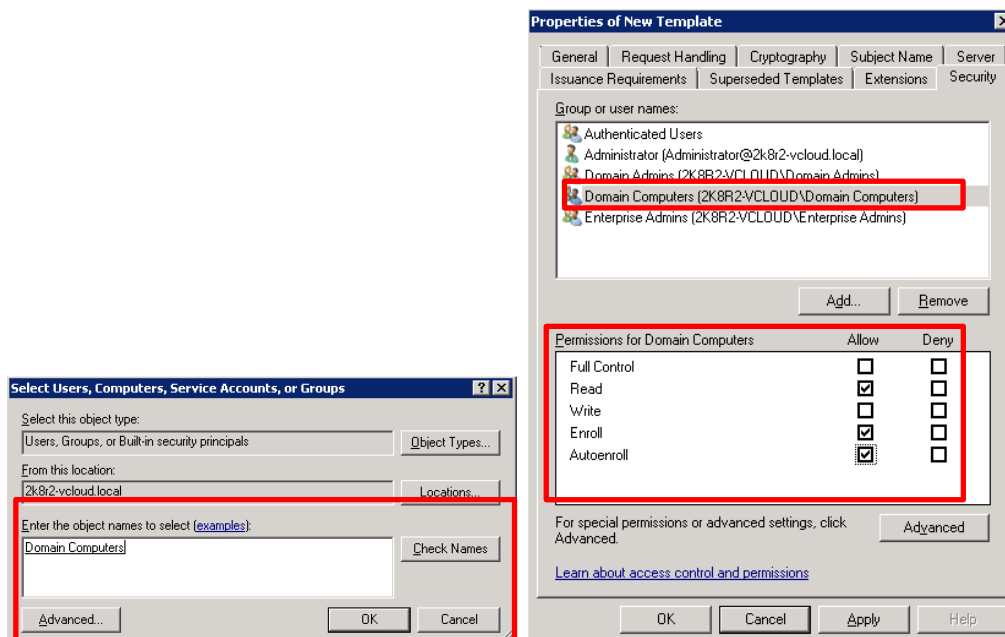 Properties of New Template
General Request Handling Cryptography Subject Name Server
Issuance Requirements Superseded Templates Extensions Security
Group or user names:
Authenticated Users
Administrator (Administrator@2k8r2-vcloud.local)
Domain Admins (2K8R2-VCLOUD\Domain Admins)
Domain Computers (2K8R2-VCLOUD\Domain Computers)
Enterprise Admins (2K8R2-VCLOUD\Enterprise Admins)
Add... Remove
Permissions for Domain Computers Allow Deny
Full Control
Read
Write
Enroll
Autoenroll
For special permissions or advanced settings, click
Advanced.
Advanced
Learn about access control and permissions
OK Cancel Apply Help
Select Users, Computers, Service Accounts, or Groups
Select this object type:
Users, Groups, or Built-in security principals
Object Types...
From this location:
2k8r2-vcloud.local
Locations...
Enter the object names to select (examples):
Domain Computers
Check Names
Advanced... OK Cancel